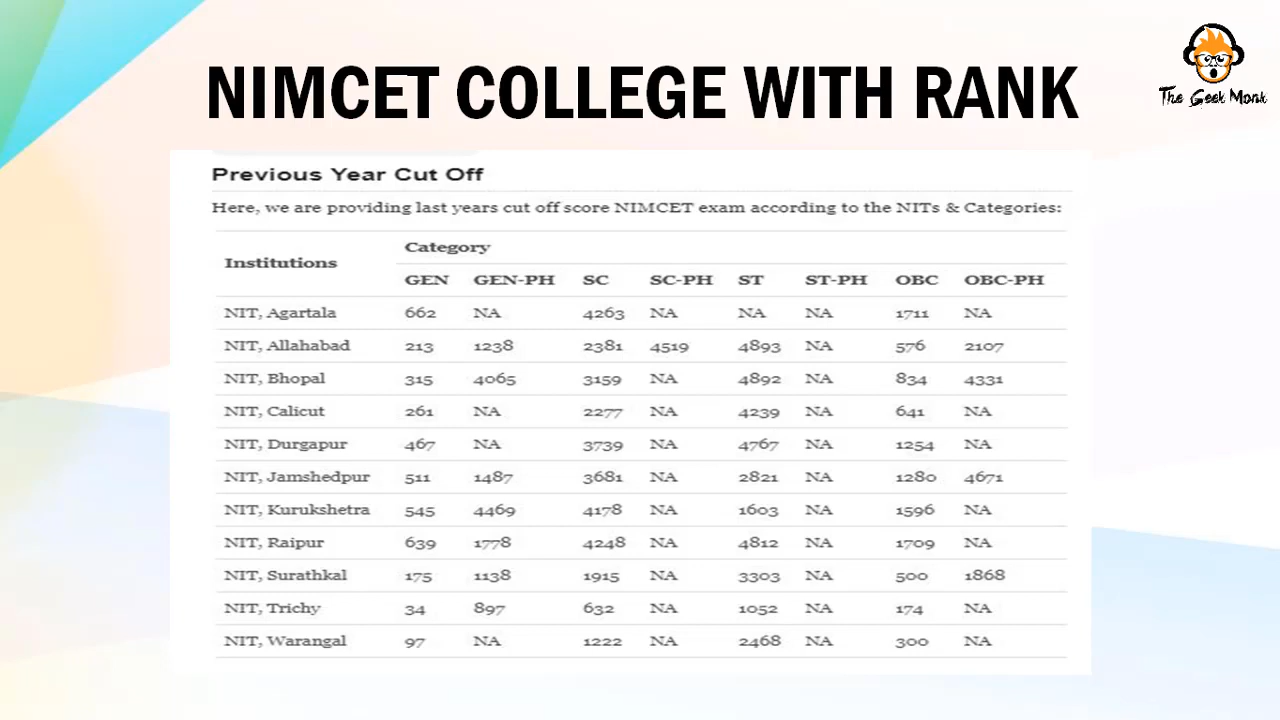 NIMCET COLLEGE WITH RANK
The Geek Monk
Previous Year Cut Off
Here, we are providing last years cut off score NIMCET exam according to the NITs & Categories:
Institutions Category
GEN GEN-PH SC SC-PH ST ST-PH OBC OBC-PH
NIT, Agartala 662 NA 4263 NA NA NA 1711 NA
NIT, Allahabad 213 1238 2381 4519 4893 NA 576 2107
NIT, Bhopal 315 4065 3159 NA 4892 NA 834 4331
NIT, Calicut 261 NA 2277 NA 4239 NA 641 NA
NIT, Durgapur 467 NA 3739 NA 4767 NA 1254 NA
NIT, Jamshedpur 511 1487 3681 NA 2821 NA 1280 4671
NIT, Kurukshetra 545 4469 4178 NA 1603 NA 1596 NA
NIT, Raipur 639 1778 4248 NA 4812 NA 1709 NA
NIT, Surathkal 175 1138 1915 NA 3303 NA 500 1868
NIT, Trichy 34 897 632 NA 1052 NA 174 NA
NIT, Warangal 97 NA 1222 NA 2468 NA 300 NA